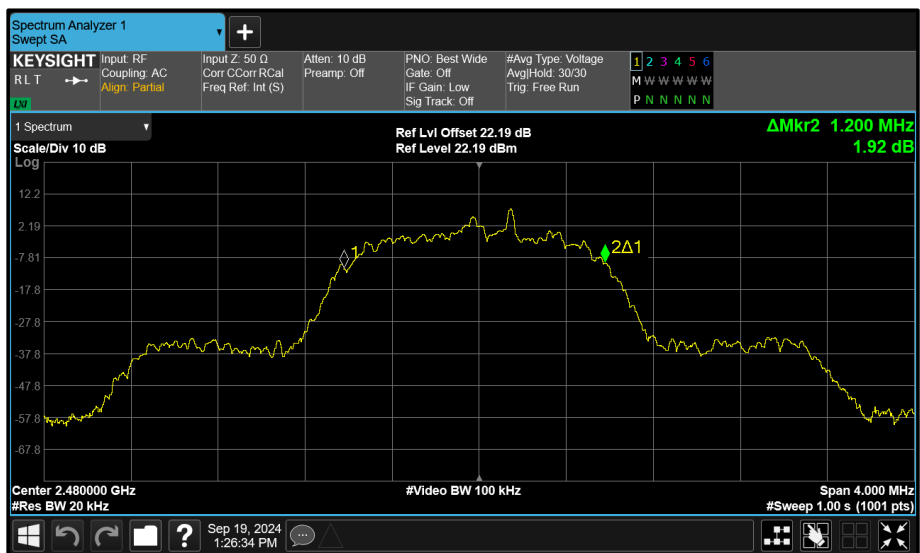 Spectrum Analyzer 1
Swept SA
KEYSIGHT
R L T
LXI
Input: RF
Coupling: AC
Align: Partial
Input Z: 50 Ω
Corr CCorr RCal
Freq Ref: Int (S)
Atten: 10 dB
Preamp: Off
PNO: Best Wide
Gate: Off
IF Gain: Low
Sig Track: Off
#Avg Type: Voltage
Avg|Hold: 30/30
Trig: Free Run
1 2 3 4 5 6
M W W W W W
P N N N N N
1 Spectrum
Scale/Div 10 dB
Log
Ref Lvl Offset 22.19 dB
Ref Level 22.19 dBm
ΔMkr2 1.200 MHz
1.92 dB
12.2
2.19
-7.81
-17.8
-27.8
-37.8
-47.8
-57.8
-67.8
1
2Δ1
Center 2.480000 GHz
#Res BW 20 kHz
#Video BW 100 kHz
Span 4.000 MHz
#Sweep 1.00 s (1001 pts)
?
Sep 19, 2024
1:26:34 PM